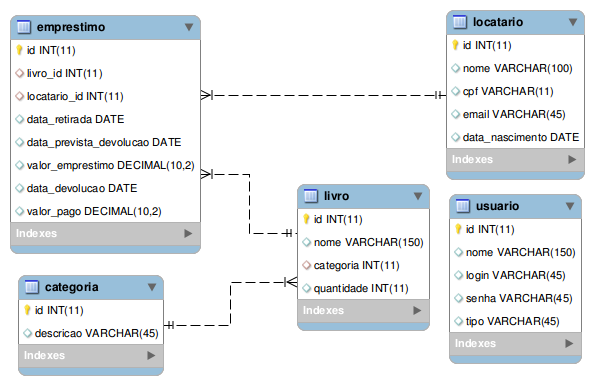 emprestimo
id INT(11)
livro_id INT(11)
locatario_id INT(11)
data_retirada DATE
data_prevista_devolucao DATE
valor_emprestimo DECIMAL(10,2)
data_devolucao DATE
valor_pago DECIMAL(10,2)
Indexes
locatario
id INT(11)
nome VARCHAR(100)
cpf VARCHAR(11)
email VARCHAR(45)
data_nascimento DATE
Indexes
livro
id INT(11)
nome VARCHAR(150)
categoria INT(11)
quantidade INT(11)
Indexes
usuario
id INT(11)
nome VARCHAR(150)
login VARCHAR(45)
senha VARCHAR(45)
tipo VARCHAR(45)
Indexes
categoria
id INT(11)
descricao VARCHAR(45)
Indexes